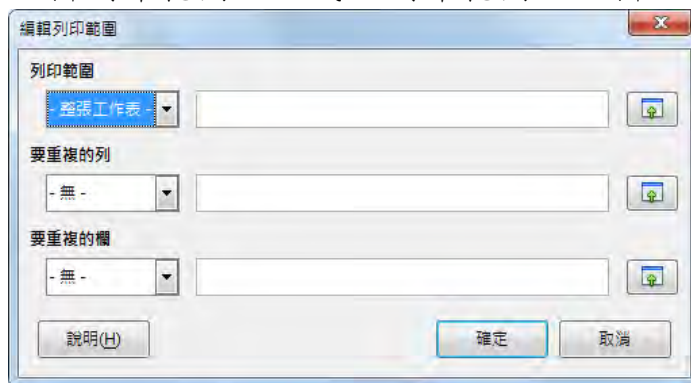 編輯列印範圍
列印範圍
- 整張工作表 -
要重複的列
- 無 -
要重複的欄
- 無 -
說明(H) 確定 取消